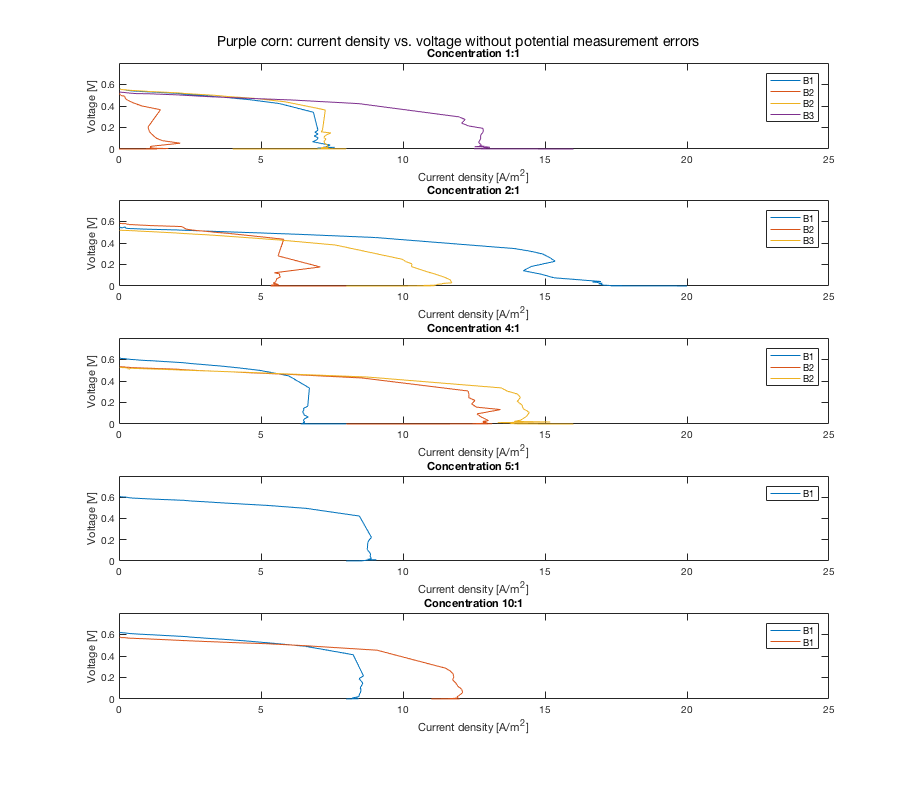 Purple corn: current density vs. voltage without potential measurement errors
Concentration 1:1
Voltage [V]
0.6
0.4
0.2
0
0 5 10 15 20 25
Current density [A/m²]
B1
B2
B2
B3
Concentration 2:1
Voltage [V]
0.6
0.4
0.2
0
0 5 10 15 20 25
Current density [A/m²]
B1
B2
B3
Concentration 4:1
Voltage [V]
0.6
0.4
0.2
0
0 5 10 15 20 25
Current density [A/m²]
B1
B2
B2
Concentration 5:1
Voltage [V]
0.6
0.4
0.2
0
0 5 10 15 20 25
Current density [A/m²]
B1
Concentration 10:1
Voltage [V]
0.6
0.4
0.2
0
0 5 10 15 20 25
Current density [A/m²]
B1
B1